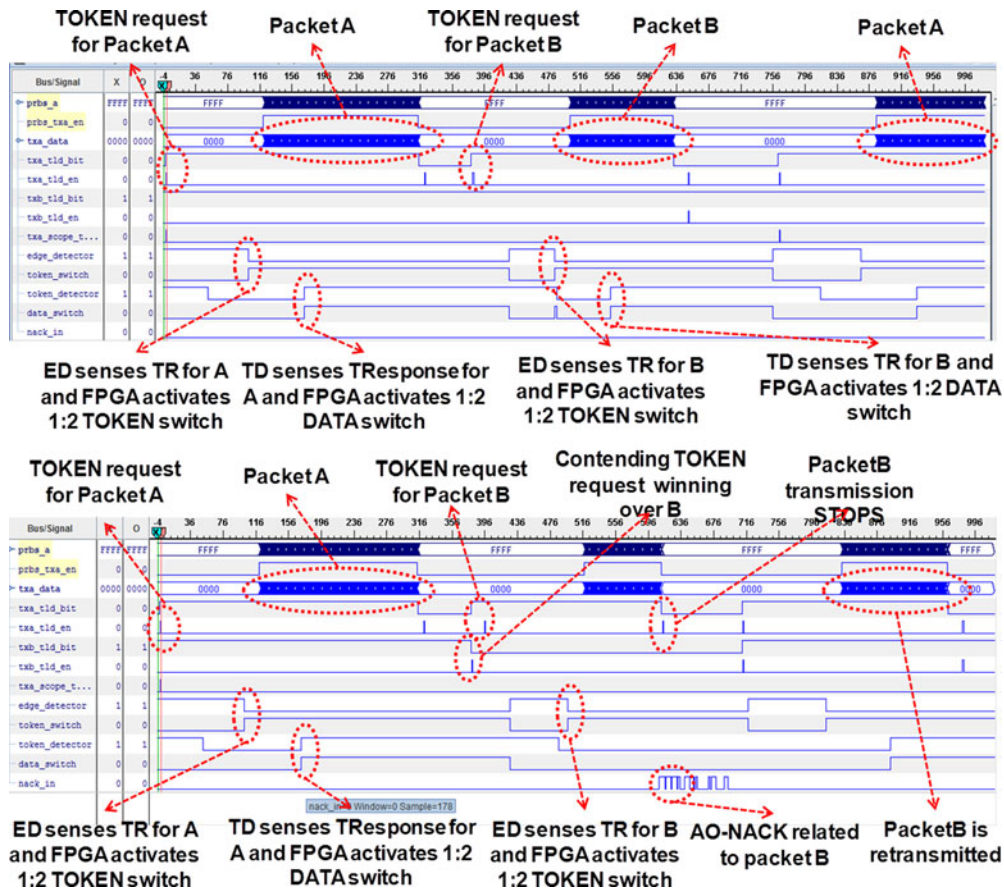 TOKEN request
for Packet A
Packet A
TOKEN request
for Packet B
Packet B
Packet A
Bus/Signal X O
-4 36 76 116 156 196 236 276 316 356 396 436 476 516 556 596 636 676 716 756 796 836 876 916 956 996
prbs_a FFFF FFFF FFFF FFFF FFFF
prbs_txa_en 0 0
txa_data 0000 0000 0000 0000 0000
txa_tld_bit 0 0
txa_tld_en 0 0
txb_tld_bit 1 1
txb_tld_en 0 0
txa_scope_t... 0 0
edge_detector 1 1
token_switch 0 0
token_detector 1 1
data_switch 0 0
nack_in 0 0
ED senses TR for A
and FPGA activates
1:2 TOKEN switch
TD senses TResponse for
A and FPGA activates 1:2
DATA switch
ED senses TR for B
and FPGA activates
1:2 TOKEN switch
TD senses TR for B and
FPGA activates 1:2 DATA
switch
TOKEN request
for Packet A
Packet A
TOKEN request
for Packet B
Contending TOKEN
request winning
over B
Packet B
transmission
STOPS
Bus/Signal O
-4 36 76 116 156 196 236 276 316 356 396 436 476 516 556 596 636 676 716 756 796 836 876 916 956 996
prbs_a FFFF FFFF FFFF FFFF FFFF FFFF
prbs_txa_en 0 0
txa_data 0000 0000 0000 0000 0000 0000
txa_tld_bit 0 0
txa_tld_en 0 0
txb_tld_bit 1 1
txb_tld_en 0 0
txa_scope_t... 0 0
edge_detector 1 1
token_switch 0 0
token_detector 1 1
data_switch 0 0
nack_in 0 0
Window=0 Sample=178
ED senses TR for A
and FPGA activates
1:2 TOKEN switch
TD senses TResponse for
A and FPGA activates 1:2
DATA switch
ED senses TR for B
and FPGA activates
1:2 TOKEN switch
AO-NACK related
to packet B
Packet B is
retransmitted